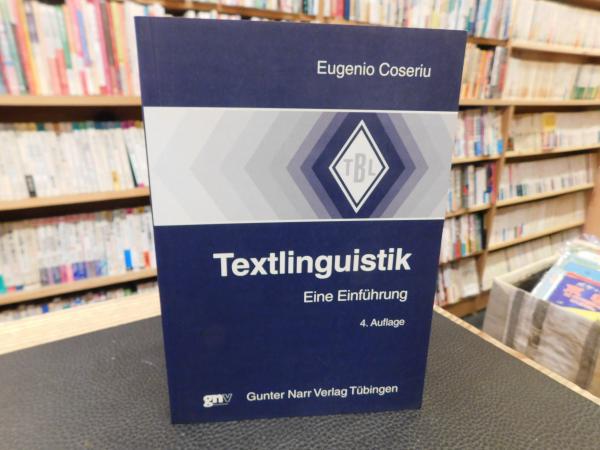 Eugenio Coseriu
TBL
Textlinguistik
Eine Einführung
4. Auflage
gnv
Gunter Narr Verlag Tübingen